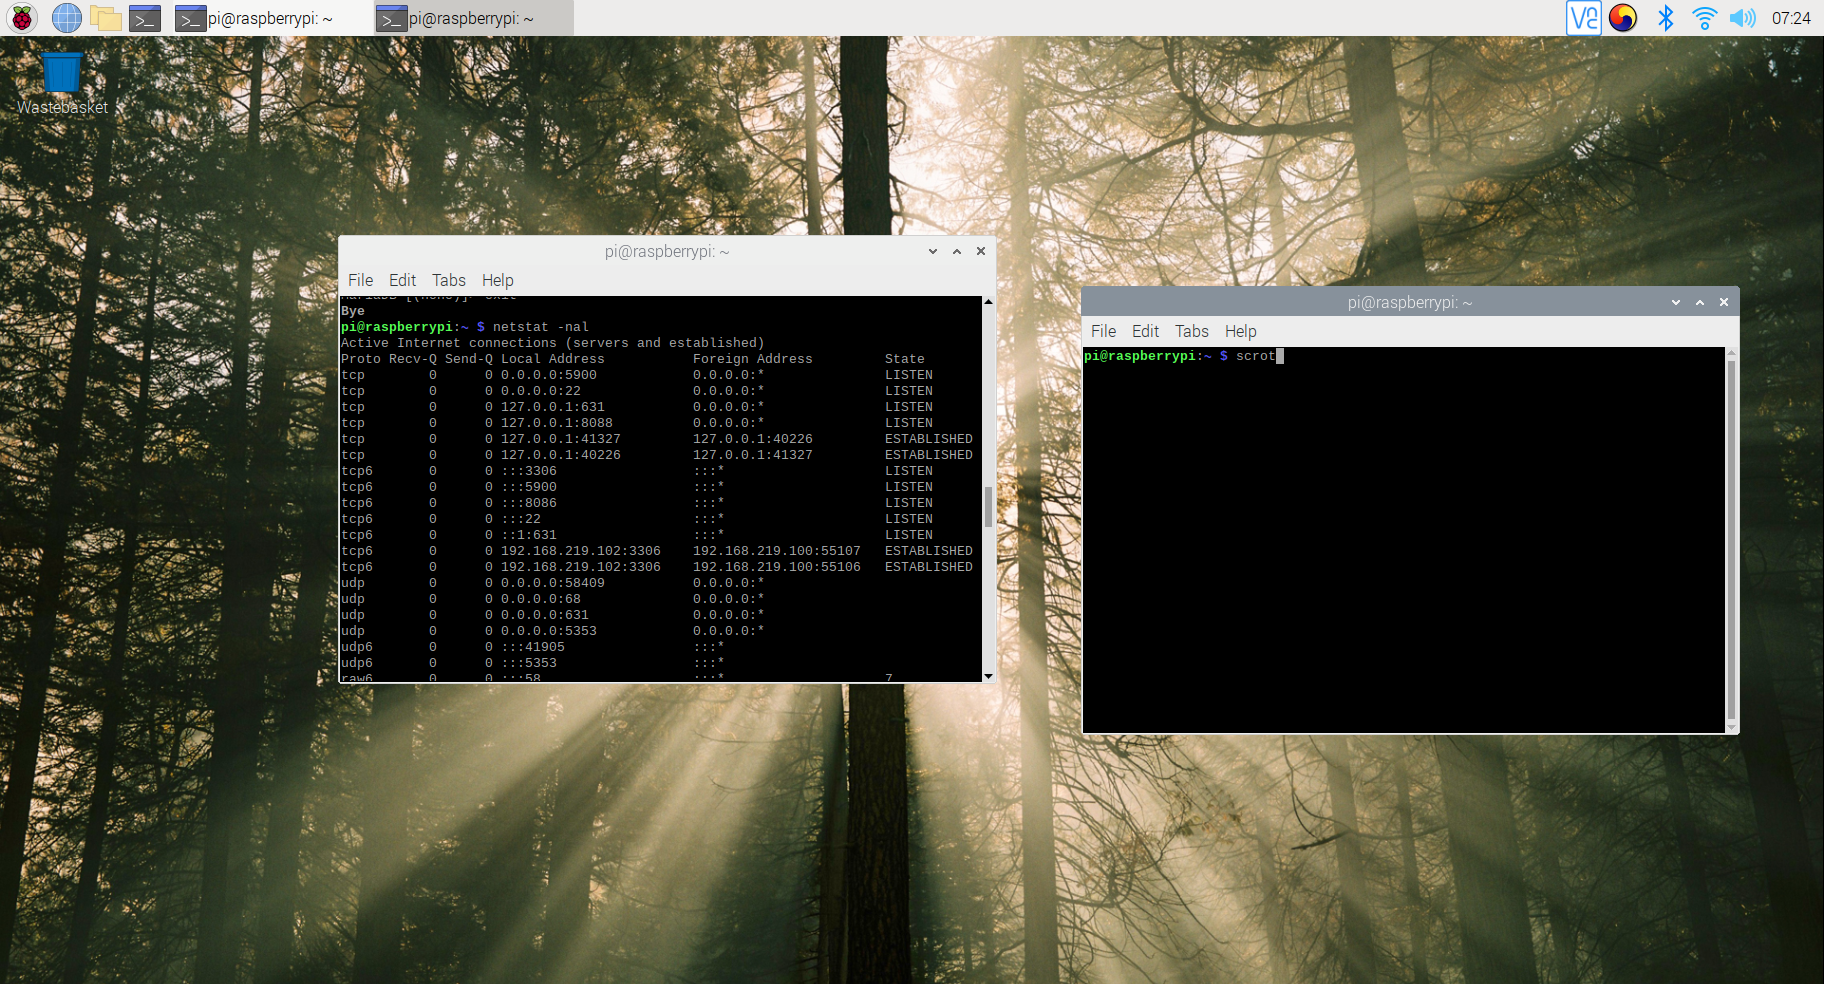 pi@raspberrypi: ~
pi@raspberrypi: ~
07:24
Wastebasket
pi@raspberrypi: ~
File Edit Tabs Help
Bye
pi@raspberrypi:~ $ netstat -nal
Active Internet connections (servers and established)
Proto Recv-Q Send-Q Local Address Foreign Address State
tcp 0 0 0.0.0.0:5900 0.0.0.0:* LISTEN
tcp 0 0 0.0.0.0:22 0.0.0.0:* LISTEN
tcp 0 0 127.0.0.1:631 0.0.0.0:* LISTEN
tcp 0 0 127.0.0.1:8088 0.0.0.0:* LISTEN
tcp 0 0 127.0.0.1:41327 127.0.0.1:40226 ESTABLISHED
tcp 0 0 127.0.0.1:40226 127.0.0.1:41327 ESTABLISHED
tcp6 0 0 :::3306 :::* LISTEN
tcp6 0 0 :::5900 :::* LISTEN
tcp6 0 0 :::8086 :::* LISTEN
tcp6 0 0 :::22 :::* LISTEN
tcp6 0 0 ::1:631 :::* LISTEN
tcp6 0 0 192.168.219.102:3306 192.168.219.100:55107 ESTABLISHED
tcp6 0 0 192.168.219.102:3306 192.168.219.100:55106 ESTABLISHED
udp 0 0 0.0.0.0:58409 0.0.0.0:*
udp 0 0 0.0.0.0:68 0.0.0.0:*
udp 0 0 0.0.0.0:631 0.0.0.0:*
udp 0 0 0.0.0.0:5353 0.0.0.0:*
udp6 0 0 :::41905 :::*
udp6 0 0 :::5353 :::*
raw6 0 0 :::58 :::* 7
pi@raspberrypi: ~
File Edit Tabs Help
pi@raspberrypi:~ $ scrot